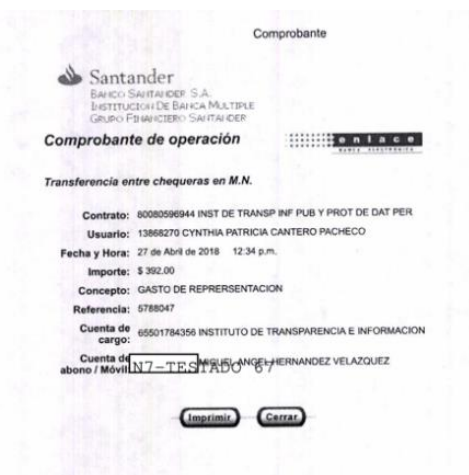 Comprobante
Santander
BANCO SANTANDER S.A.
INSTITUCION DE BANCA MULTIPLE
GRUPO FINANCIERO SANTANDER
Comprobante de operación
enlace
BANCA ELECTRONICA
Transferencia entre chequeras en M.N.
Contrato: 80080596944 INST DE TRANSP INF PUB Y PROT DE DAT PER
Usuario: 13868270 CYNTHIA PATRICIA CANTERO PACHECO
Fecha y Hora: 27 de Abril de 2018 12:34 p.m.
Importe: $ 392.00
Concepto: GASTO DE REPRERSENTACION
Referencia: 5788047
Cuenta de cargo: 65501784356 INSTITUTO DE TRANSPARENCIA E INFORMACION
Cuenta de abono / Móvil: N7-TESTADO 67 MIGUEL ANGEL HERNANDEZ VELAZQUEZ
Imprimir Cerrar